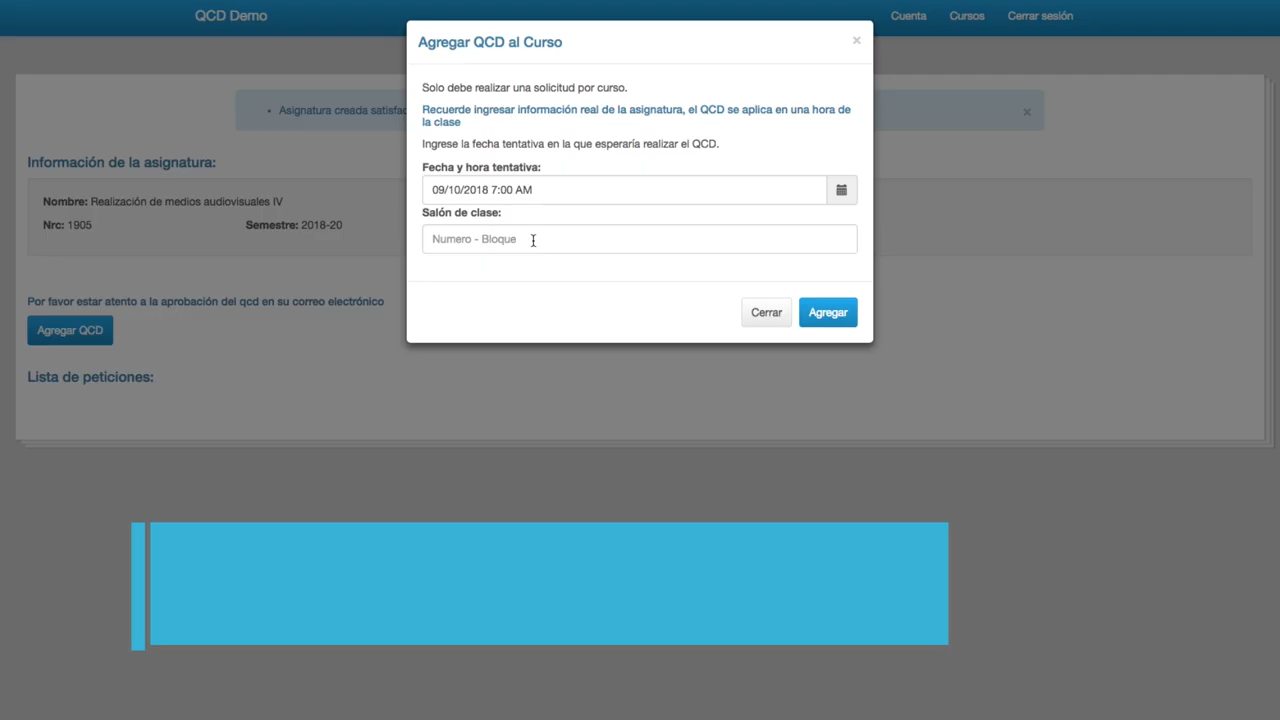 QCD Demo
Cuenta
Cursos
Cerrar sesión
Agregar QCD al Curso
×
Solo debe realizar una solicitud por curso.
Recuerde ingresar información real de la asignatura, el QCD se aplica en una hora de
la clase
Ingrese la fecha tentativa en la que esperaría realizar el QCD.
Fecha y hora tentativa:
09/10/2018 7:00 AM
Salón de clase:
Numero - Bloque
Cerrar
Agregar
• Asignatura creada satisfac
×
Información de la asignatura:
Nombre: Realización de medios audiovisuales IV
Nrc: 1905
Semestre: 2018-20
Por favor estar atento a la aprobación del qcd en su correo electrónico
Agregar QCD
Lista de peticiones: